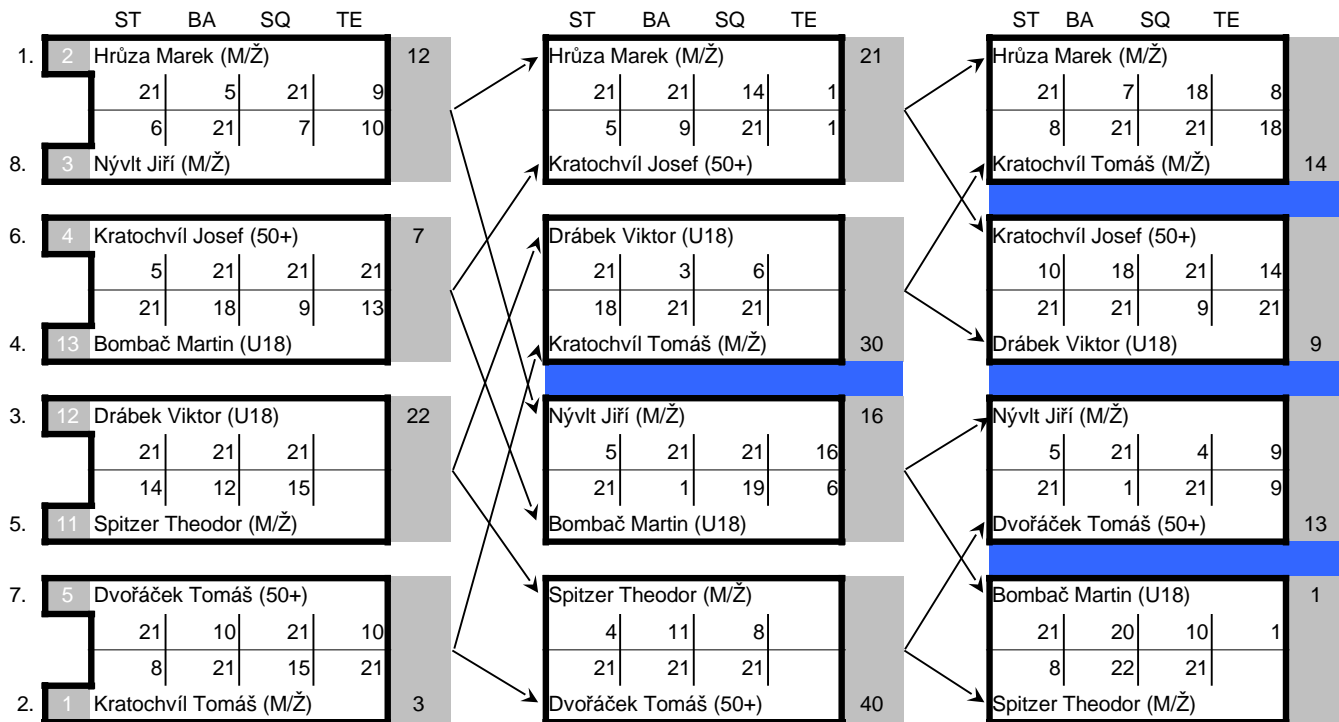 ST BA SQ TE ST BA SQ TE ST BA SQ TE
1. 2 Hrůza Marek (M/Ž) 12 Hrůza Marek (M/Ž) 21 Hrůza Marek (M/Ž)
21 5 21 9 21 21 14 1 21 7 18 8
6 21 7 10 5 9 21 1 8 21 21 18
8. 3 Nývlt Jiří (M/Ž) Kratochvíl Josef (50+) Kratochvíl Tomáš (M/Ž) 14
6. 4 Kratochvíl Josef (50+) 7 Drábek Viktor (U18) Kratochvíl Josef (50+)
5 21 21 21 21 3 6 10 18 21 14
21 18 9 13 18 21 21 21 21 9 21
4. 13 Bombač Martin (U18) Kratochvíl Tomáš (M/Ž) 30 Drábek Viktor (U18) 9
3. 12 Drábek Viktor (U18) 22 Nývlt Jiří (M/Ž) 16 Nývlt Jiří (M/Ž)
21 21 21 5 21 21 16 5 21 4 9
14 12 15 21 1 19 6 21 1 21 9
5. 11 Spitzer Theodor (M/Ž) Bombač Martin (U18) Dvořáček Tomáš (50+) 13
7. 5 Dvořáček Tomáš (50+) Spitzer Theodor (M/Ž) Bombač Martin (U18) 1
21 10 21 10 4 11 8 21 20 10 1
8 21 15 21 21 21 21 8 22 21
2. 1 Kratochvíl Tomáš (M/Ž) 3 Dvořáček Tomáš (50+) 40 Spitzer Theodor (M/Ž)